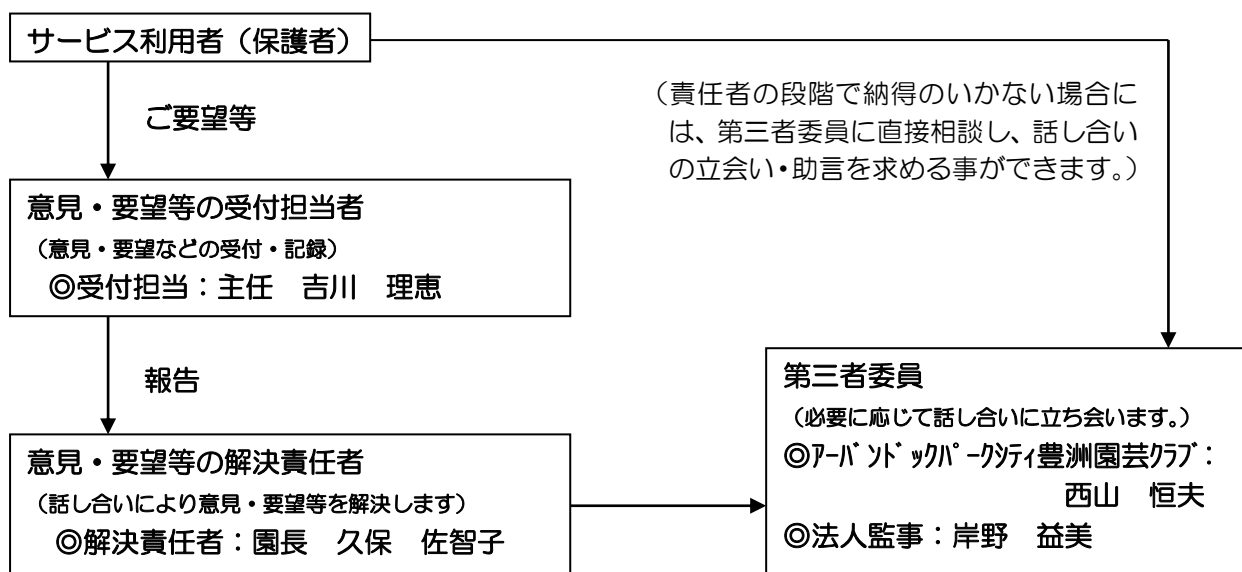 サービス利用者（保護者）
ご要望等
（責任者の段階で納得のいかない場合に
は、第三者委員に直接相談し、話し合い
の立会い・助言を求める事ができます。）
意見・要望等の受付担当者
（意見・要望などの受付・記録）
◎受付担当：主任　吉川　理恵
報告
意見・要望等の解決責任者
（話し合いにより意見・要望等を解決します）
◎解決責任者：園長　久保　佐智子
第三者委員
（必要に応じて話し合いに立ち会います。）
◎ｱｰﾊﾞﾝﾄﾞｯｸﾊﾟｰｸｼﾃｨ豊洲園芸ｸﾗﾌﾞ：
西山　恒夫
◎法人監事：岸野　益美